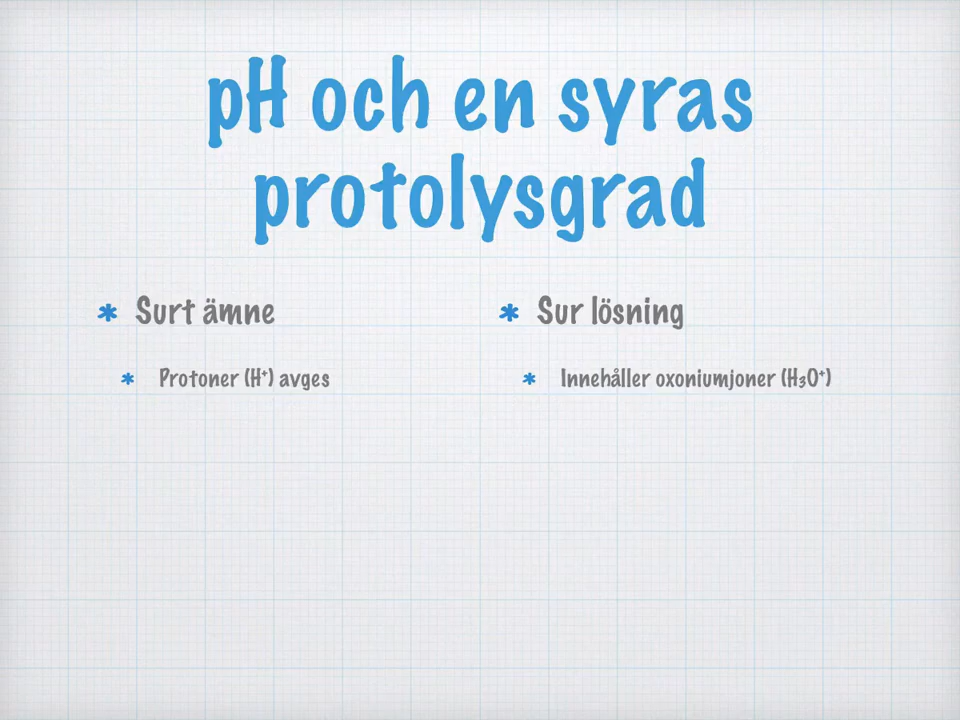 pH och en syras
protolysgrad
Surt ämne
Protoner (H⁺) avges
Sur lösning
Innehåller oxoniumjoner (H₃O⁺)